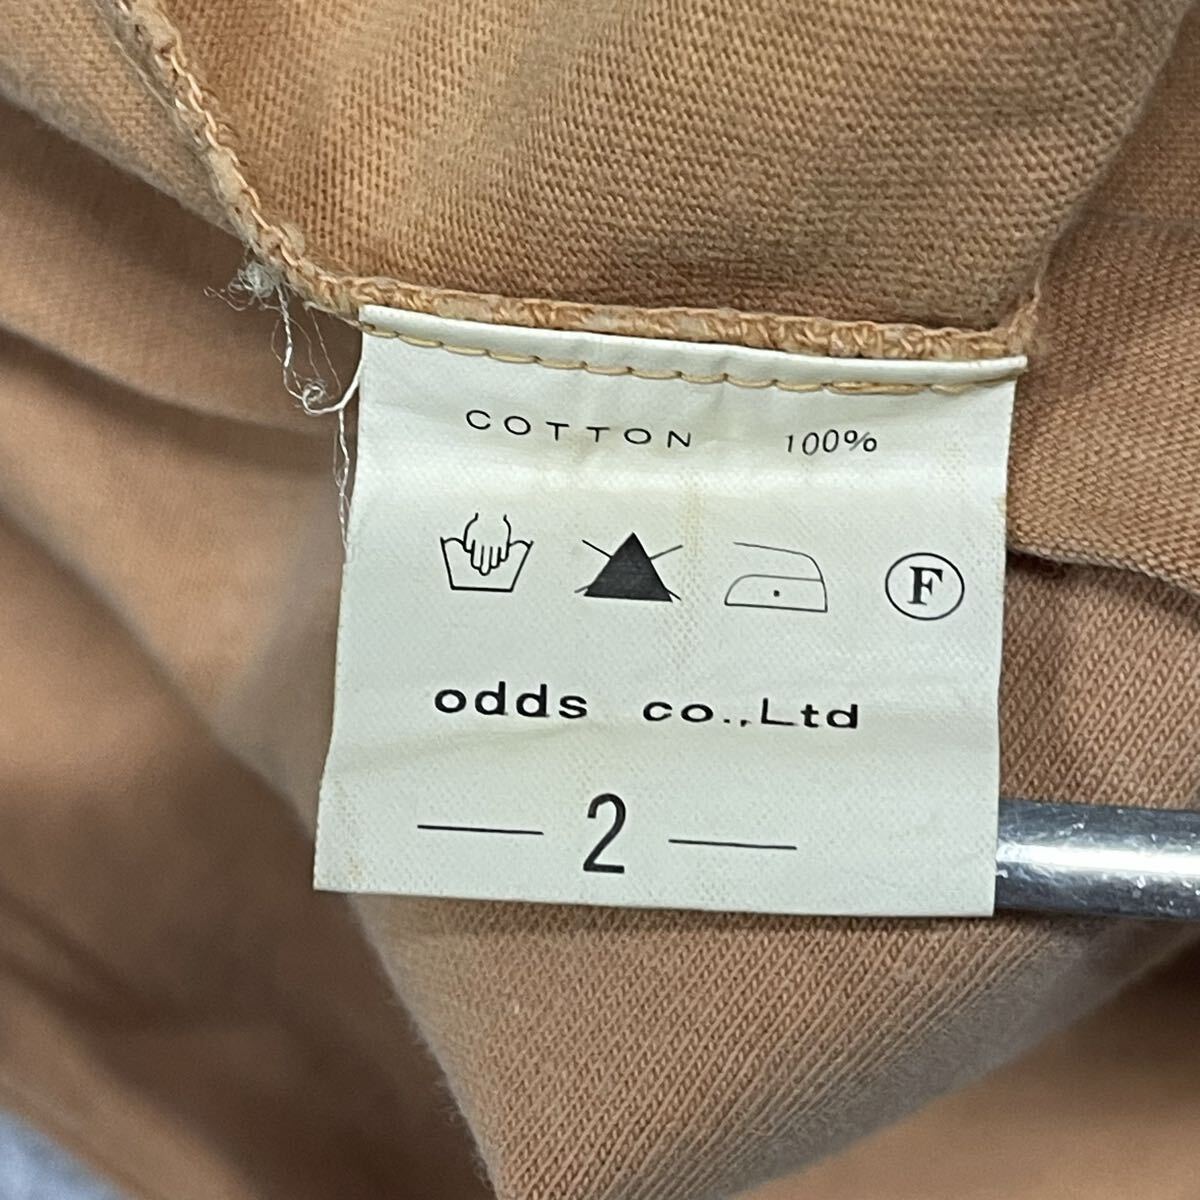 COTTON 100%
F
odds co.,Ltd
— 2 —